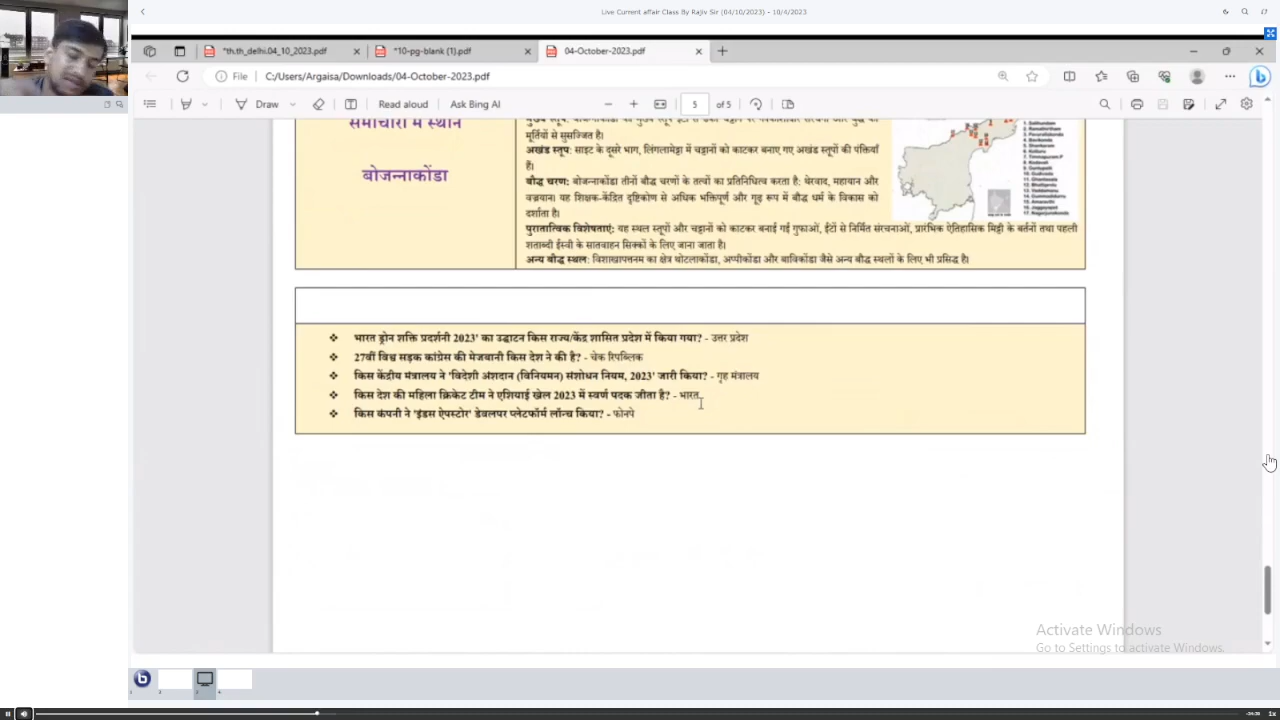 Live Current affair Class By Rajiv Sir (04/10/2023) - 10/4/2023
*th.th_delhi.04_10_2023.pdf
*10-pg-blank (1).pdf
04-October-2023.pdf
File C:/Users/Argaisa/Downloads/04-October-2023.pdf
Draw Read aloud Ask Bing AI 5 of 5
समाचारों में स्थान
बोजन्नाकोंडा
मूर्तियों से सुसज्जित है।
अखंड स्तूप: साइट के दूसरे भाग, लिंगलामेट्टा में चट्टानों को काटकर बनाए गए अखंड स्तूपों की पंक्तियाँ
हैं।
बौद्ध चरण: बोजन्नाकोंडा तीनों बौद्ध चरणों के तत्वों का प्रतिनिधित्व करता है: थेरवाद, महायान और
वज्रयान। यह शिक्षक-केंद्रित दृष्टिकोण से अधिक भक्तिपूर्ण और गूढ़ रूप में बौद्ध धर्म के विकास को
दर्शाता है।
पुरातात्विक विशेषताएं: यह स्थल स्तूपों और चट्टानों को काटकर बनाई गई गुफाओं, ईंटों से निर्मित संरचनाओं, प्रारंभिक ऐतिहासिक मिट्टी के बर्तनों तथा पहली
शताब्दी ईस्वी के सातवाहन सिक्कों के लिए जाना जाता है।
अन्य बौद्ध स्थल: विशाखापत्तनम का क्षेत्र थोटलाकोंडा, अप्पीकोंडा और बाविकोंडा जैसे अन्य बौद्ध स्थलों के लिए भी प्रसिद्ध है।
❖ भारत ड्रोन शक्ति प्रदर्शनी 2023' का उद्घाटन किस राज्य/केंद्र शासित प्रदेश में किया गया? - उत्तर प्रदेश
❖ 27वीं विश्व सड़क कांग्रेस की मेजबानी किस देश ने की है? - चेक रिपब्लिक
❖ किस केंद्रीय मंत्रालय ने 'विदेशी अंशदान (विनियमन) संशोधन नियम, 2023' जारी किया? - गृह मंत्रालय
❖ किस देश की महिला क्रिकेट टीम ने एशियाई खेल 2023 में स्वर्ण पदक जीता है? - भारत
❖ किस कंपनी ने 'इंडस ऐपस्टोर' डेवलपर प्लेटफॉर्म लॉन्च किया? - फोनपे
Activate Windows
Go to Settings to activate Windows.
1x